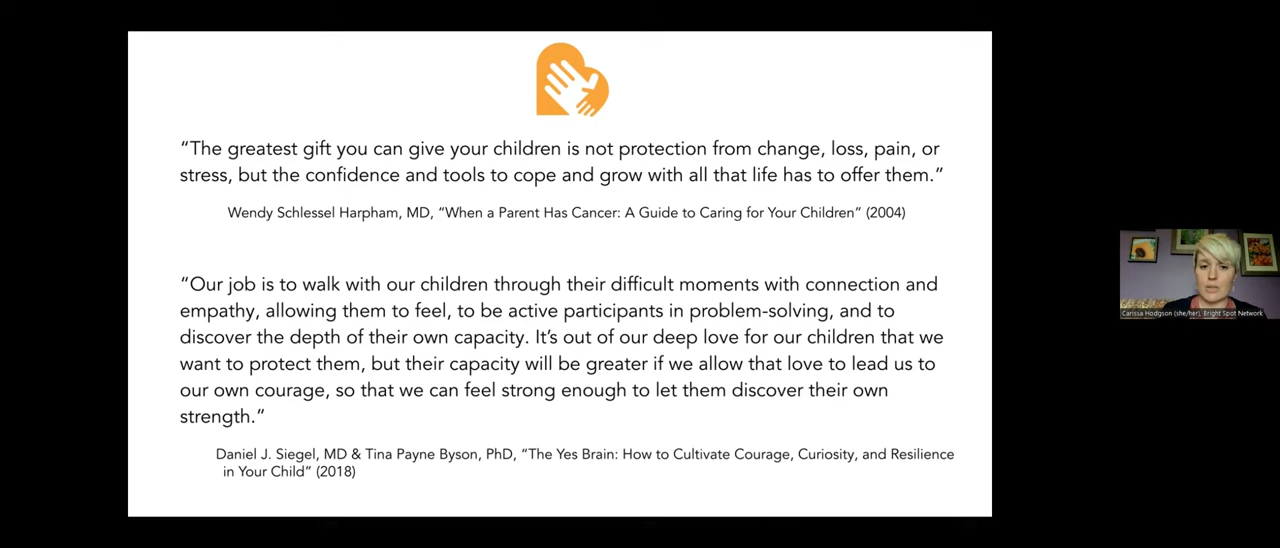 “The greatest gift you can give your children is not protection from change, loss, pain, or
stress, but the confidence and tools to cope and grow with all that life has to offer them.”
Wendy Schlessel Harpham, MD, “When a Parent Has Cancer: A Guide to Caring for Your Children” (2004)
“Our job is to walk with our children through their difficult moments with connection and
empathy, allowing them to feel, to be active participants in problem-solving, and to
discover the depth of their own capacity. It’s out of our deep love for our children that we
want to protect them, but their capacity will be greater if we allow that love to lead us to
our own courage, so that we can feel strong enough to let them discover their own
strength.”
Daniel J. Siegel, MD & Tina Payne Byson, PhD, “The Yes Brain: How to Cultivate Courage, Curiosity, and Resilience
in Your Child” (2018)
Carissa Hodgson (she/her), Bright Spot Network